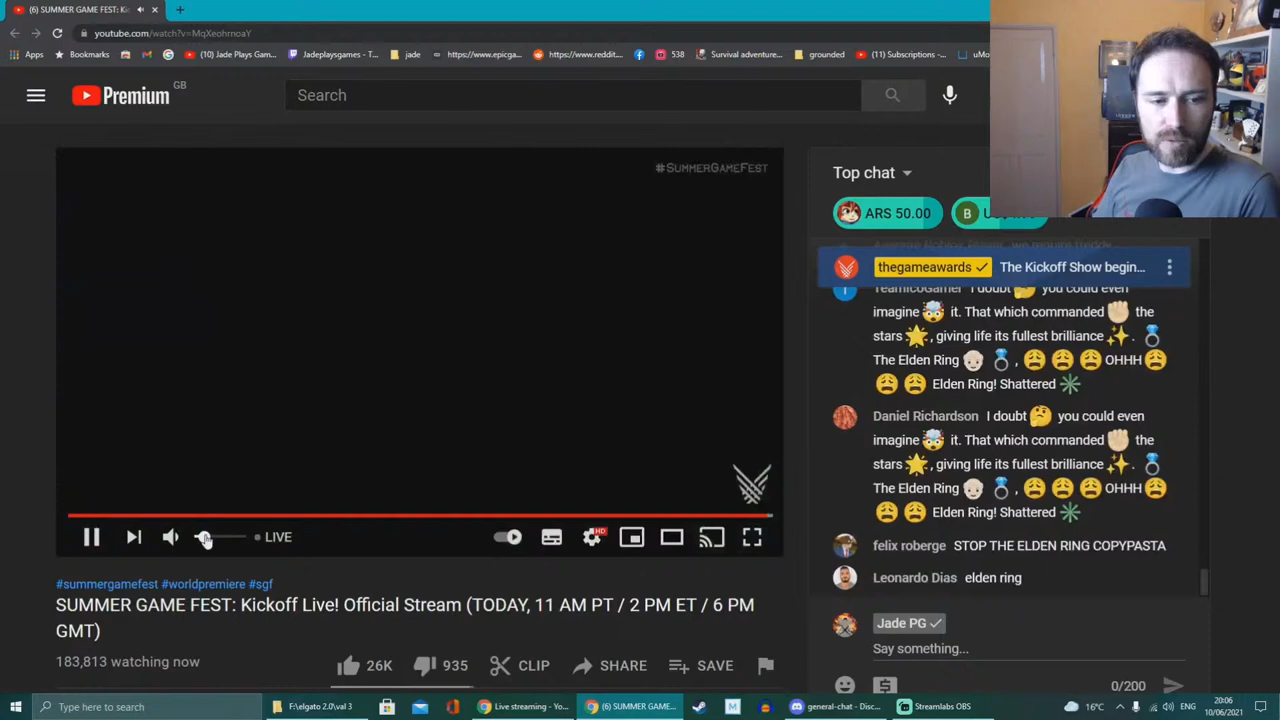 (6) SUMMER GAME FEST: Ki
youtube.com/watch?v=MqXeohrnoaY
Apps Bookmarks (10) Jade Plays Gam... Jadeplaysgames - T... jade https://www.epicga... https://www.reddit... 538 Survival adventure... grounded (11) Subscriptions -... uMo
Premium GB
Search
#SUMMERGAMEFEST
Top chat
ARS 50.00
B
thegameawards The Kickoff Show begin...
TeamicoGamer I doubt you could even
imagine it. That which commanded the
stars, giving life its fullest brilliance.
The Elden Ring , OHHH
Elden Ring! Shattered
Daniel Richardson I doubt you could even
imagine it. That which commanded the
stars, giving life its fullest brilliance.
The Elden Ring , OHHH
Elden Ring! Shattered
felix roberge STOP THE ELDEN RING COPYPASTA
Leonardo Dias elden ring
LIVE
HD
#summergamefest #worldpremiere #sgf
SUMMER GAME FEST: Kickoff Live! Official Stream (TODAY, 11 AM PT / 2 PM ET / 6 PM
GMT)
183,813 watching now
26K 935 CLIP SHARE SAVE
Jade PG
Say something...
0/200
Type here to search
F:\elgato 2.0\val 3
Live streaming - Yo...
(6) SUMMER GAME...
M
general-chat - Disc...
Streamlabs OBS
16°C
20:06
10/06/2021